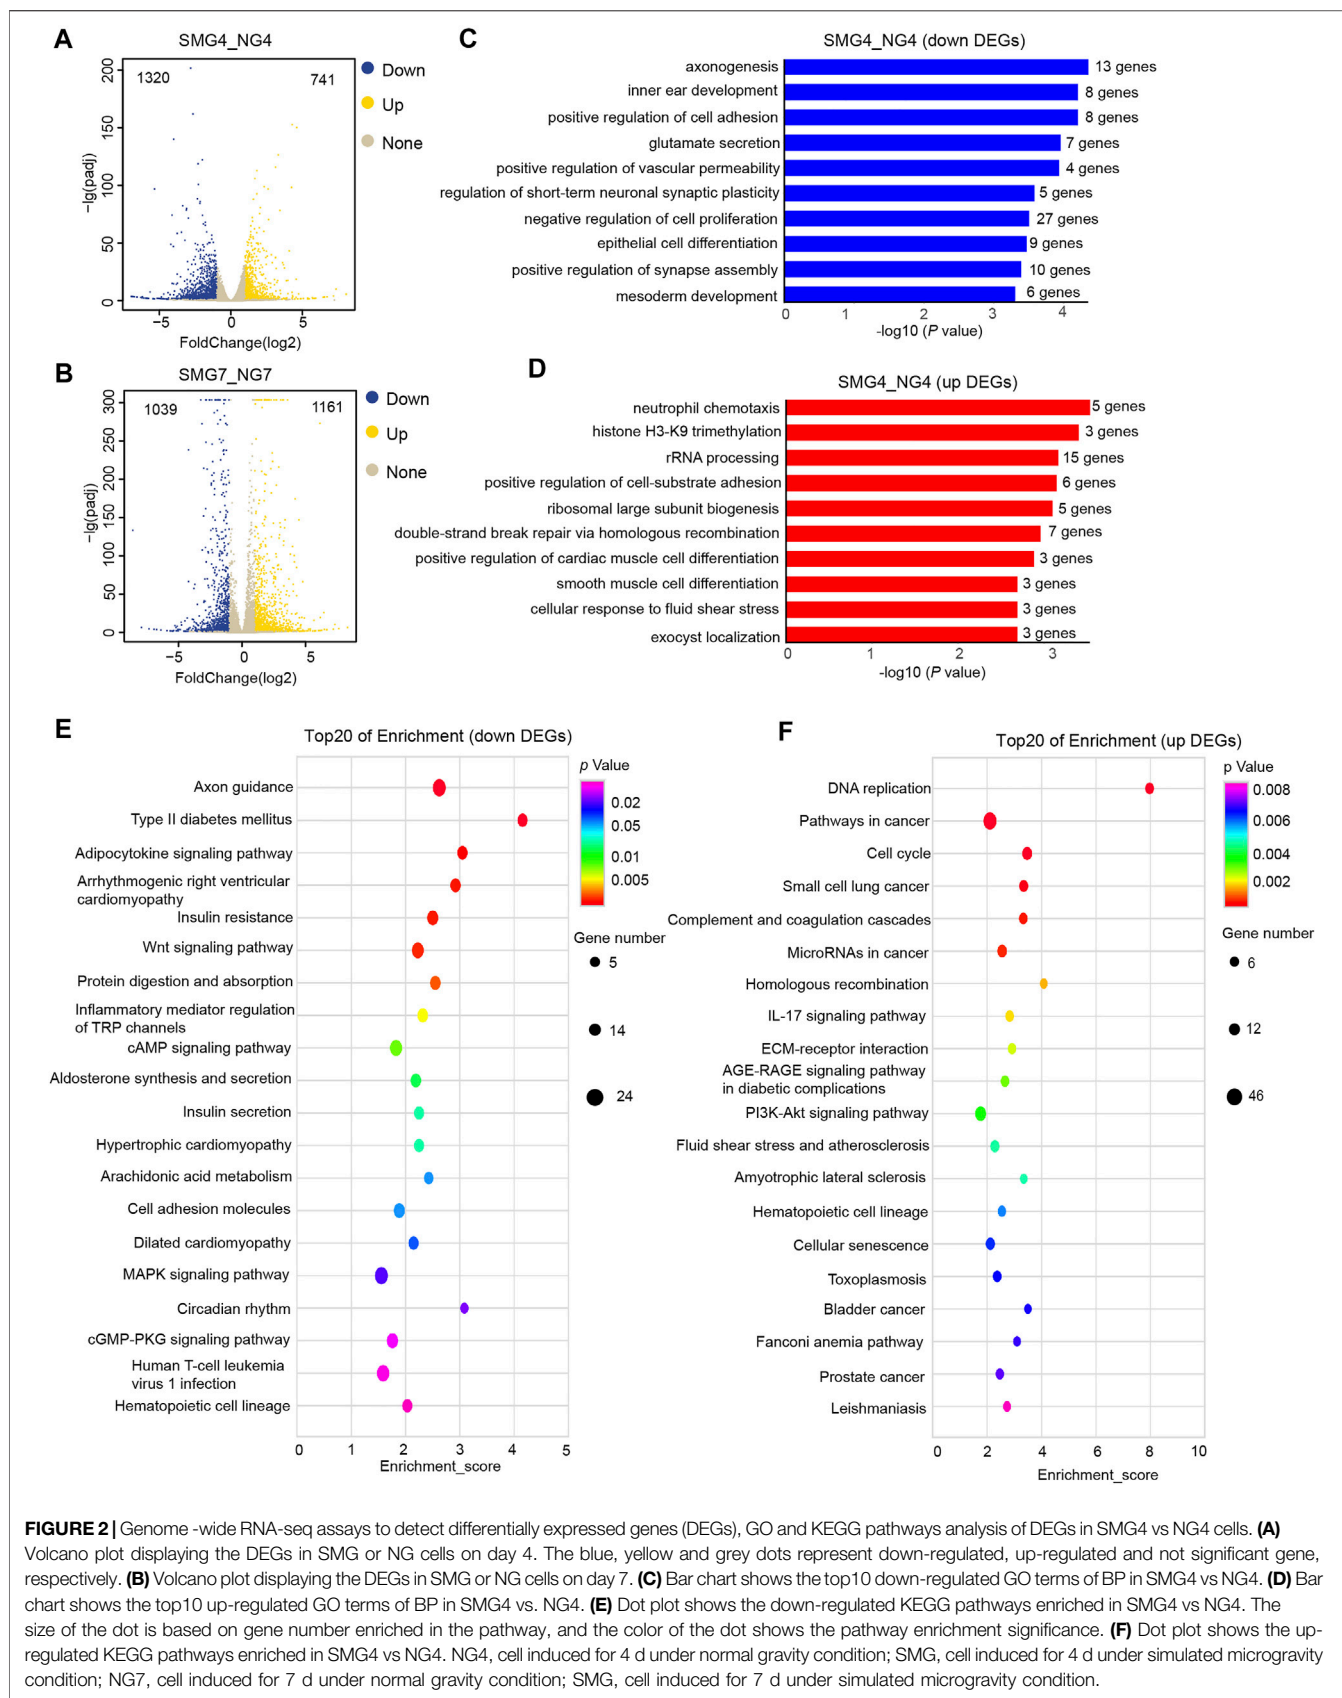 A
SMG4_NG4
1320
741
Down
Up
None
−lg(padj)
200
150
100
50
0
−5
0
5
FoldChange(log2)
B
SMG7_NG7
1039
1161
Down
Up
None
−lg(padj)
300
250
200
150
100
50
0
−5
0
5
FoldChange(log2)
C
SMG4_NG4 (down DEGs)
axonogenesis
13 genes
inner ear development
8 genes
positive regulation of cell adhesion
8 genes
glutamate secretion
7 genes
positive regulation of vascular permeability
4 genes
regulation of short-term neuronal synaptic plasticity
5 genes
negative regulation of cell proliferation
27 genes
epithelial cell differentiation
9 genes
positive regulation of synapse assembly
10 genes
mesoderm development
6 genes
0
1
2
3
4
-log10 (P value)
D
SMG4_NG4 (up DEGs)
neutrophil chemotaxis
5 genes
histone H3-K9 trimethylation
3 genes
rRNA processing
15 genes
positive regulation of cell-substrate adhesion
6 genes
ribosomal large subunit biogenesis
5 genes
double-strand break repair via homologous recombination
7 genes
positive regulation of cardiac muscle cell differentiation
3 genes
smooth muscle cell differentiation
3 genes
cellular response to fluid shear stress
3 genes
exocyst localization
3 genes
0
1
2
3
-log10 (P value)
E
Top20 of Enrichment (down DEGs)
Axon guidance
Type II diabetes mellitus
Adipocytokine signaling pathway
Arrhythmogenic right ventricular
cardiomyopathy
Insulin resistance
Wnt signaling pathway
Protein digestion and absorption
Inflammatory mediator regulation
of TRP channels
cAMP signaling pathway
Aldosterone synthesis and secretion
Insulin secretion
Hypertrophic cardiomyopathy
Arachidonic acid metabolism
Cell adhesion molecules
Dilated cardiomyopathy
MAPK signaling pathway
Circadian rhythm
cGMP-PKG signaling pathway
Human T-cell leukemia
virus 1 infection
Hematopoietic cell lineage
0
1
2
3
4
5
Enrichment_score
p Value
0.02
0.05
0.01
0.005
Gene number
5
14
24
F
Top20 of Enrichment (up DEGs)
DNA replication
Pathways in cancer
Cell cycle
Small cell lung cancer
Complement and coagulation cascades
MicroRNAs in cancer
Homologous recombination
IL-17 signaling pathway
ECM-receptor interaction
AGE-RAGE signaling pathway
in diabetic complications
PI3K-Akt signaling pathway
Fluid shear stress and atherosclerosis
Amyotrophic lateral sclerosis
Hematopoietic cell lineage
Cellular senescence
Toxoplasmosis
Bladder cancer
Fanconi anemia pathway
Prostate cancer
Leishmaniasis
0
2
4
6
8
10
Enrichment_score
p Value
0.008
0.006
0.004
0.002
Gene number
6
12
46
FIGURE 2 | Genome -wide RNA-seq assays to detect differentially expressed genes (DEGs), GO and KEGG pathways analysis of DEGs in SMG4 vs NG4 cells. (A)
Volcano plot displaying the DEGs in SMG or NG cells on day 4. The blue, yellow and grey dots represent down-regulated, up-regulated and not significant gene,
respectively. (B) Volcano plot displaying the DEGs in SMG or NG cells on day 7. (C) Bar chart shows the top10 down-regulated GO terms of BP in SMG4 vs NG4. (D) Bar
chart shows the top10 up-regulated GO terms of BP in SMG4 vs. NG4. (E) Dot plot shows the down-regulated KEGG pathways enriched in SMG4 vs NG4. The
size of the dot is based on gene number enriched in the pathway, and the color of the dot shows the pathway enrichment significance. (F) Dot plot shows the up-
regulated KEGG pathways enriched in SMG4 vs NG4. NG4, cell induced for 4 d under normal gravity condition; SMG, cell induced for 4 d under simulated microgravity
condition; NG7, cell induced for 7 d under normal gravity condition; SMG, cell induced for 7 d under simulated microgravity condition.